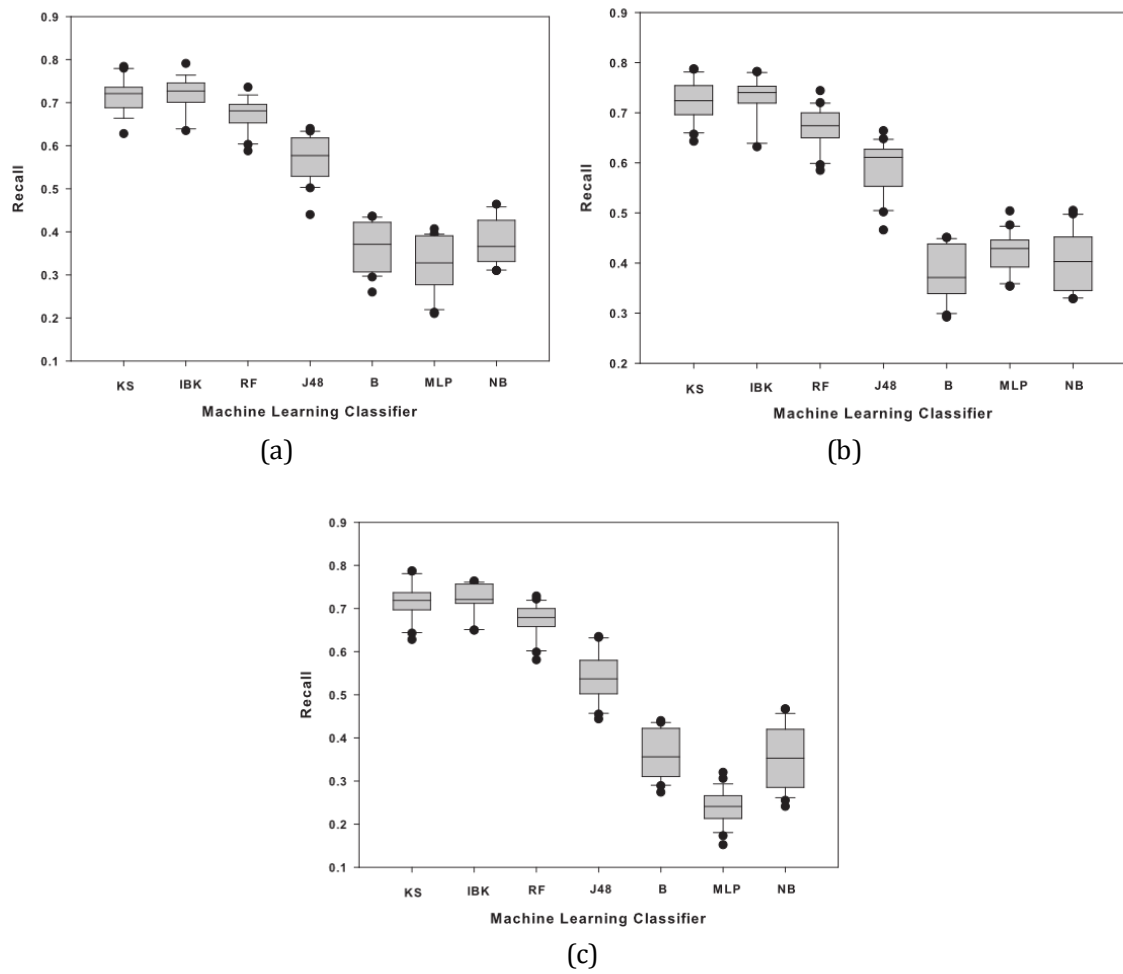 0.9
0.8
0.7
0.6
0.5
0.4
0.3
0.2
0.1
Recall
KS IBK RF J48 B MLP NB
Machine Learning Classifier
(a)
0.9
0.8
0.7
0.6
0.5
0.4
0.3
0.2
Recall
KS IBK RF J48 B MLP NB
Machine Learning Classifier
(b)
0.9
0.8
0.7
0.6
0.5
0.4
0.3
0.2
0.1
Recall
KS IBK RF J48 B MLP NB
Machine Learning Classifier
(c)